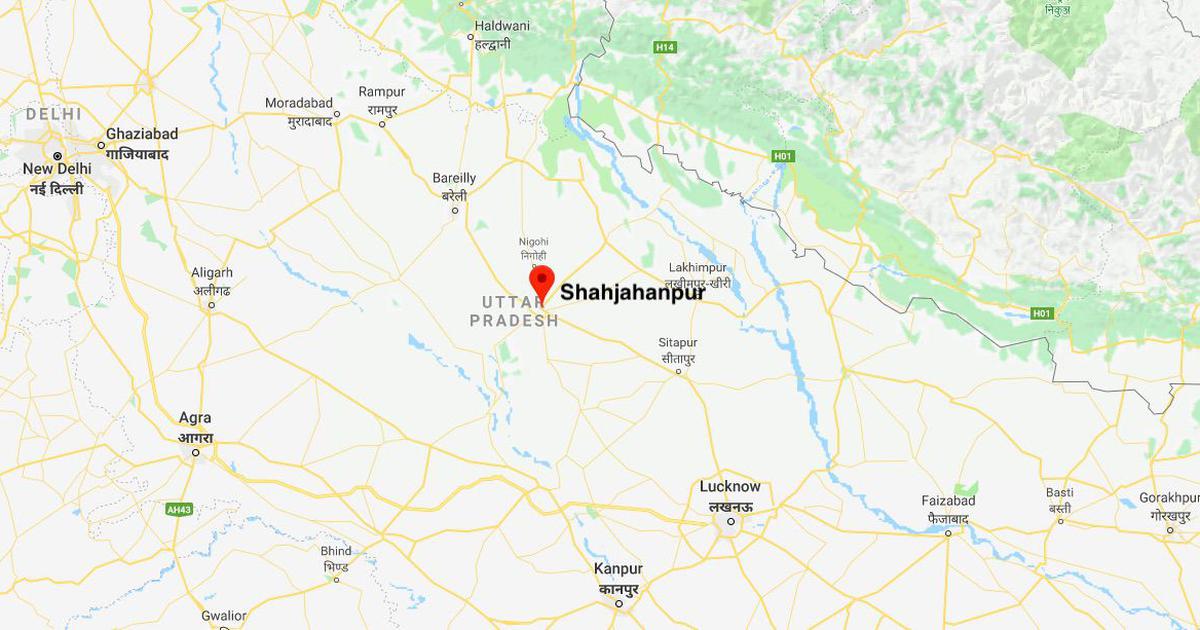 Haldwani
हल्द्वानी
निकुञ्ज
H14
Rampur
रामपुर
Moradabad
मुरादाबाद
DELHI
Ghaziabad
गाज़ियाबाद
New Delhi
नई दिल्ली
H01
Bareilly
बरेली
Nigohi
निगोही
Aligarh
अलीगढ़
Lakhimpur
लखीमपुर-खीरी
Shahjahanpur
UTTAR
PRADESH
H01
Sitapur
सीतापुर
Agra
आगरा
Lucknow
लखनऊ
AH43
Faizabad
फैजाबाद
Basti
बस्ती
Gorakhpur
गोरखपुर
Bhind
भिण्ड
Kanpur
कानपुर
Gwalior